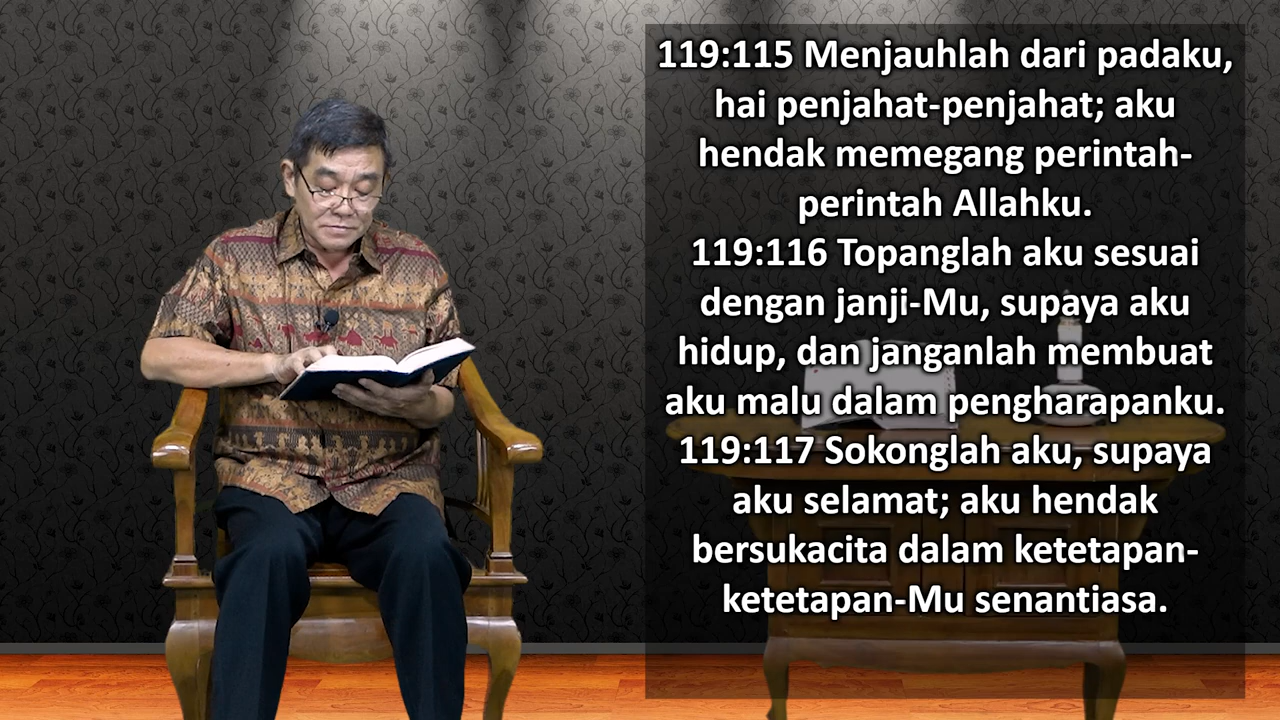 119:115 Menjauhlah dari padaku,
hai penjahat-penjahat; aku
hendak memegang perintah-
perintah Allahku.
119:116 Topanglah aku sesuai
dengan janji-Mu, supaya aku
hidup, dan janganlah membuat
aku malu dalam pengharapanku.
119:117 Sokonglah aku, supaya
aku selamat; aku hendak
bersukacita dalam ketetapan-
ketetapan-Mu senantiasa.